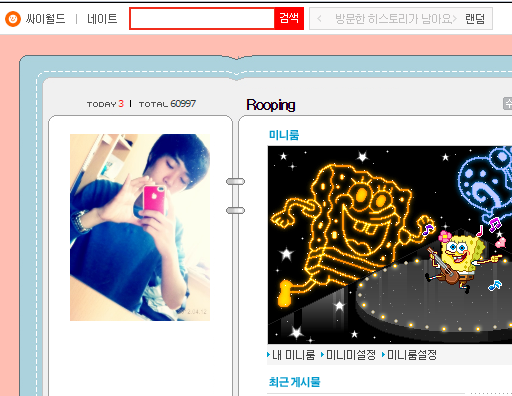 싸이월드 | 네이트 검색 방문한 히스토리가 남아요 랜덤
TODAY 3 | TOTAL 60997 Rooping
미니룸
내 미니룸 미니미설정 미니룸설정
최근 게시물